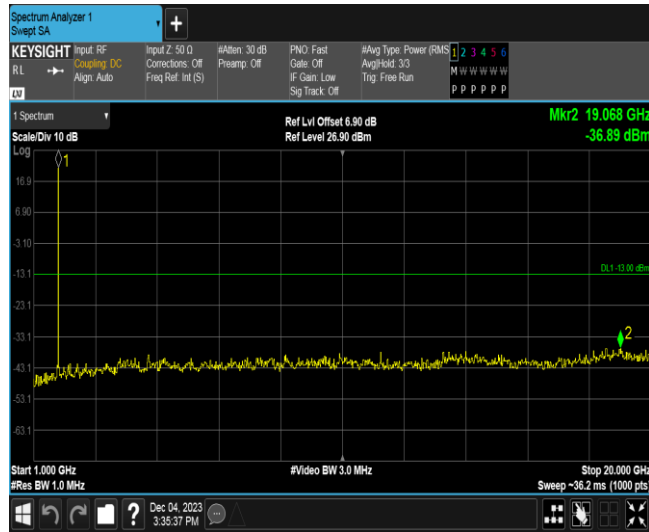 Spectrum Analyzer 1
Swept SA
+
KEYSIGHT Input: RF Input Z: 50 Ω #Atten: 30 dB PNO: Fast #Avg Type: Power (RMS 1 2 3 4 5 6
RL Coupling: DC Corrections: Off Preamp: Off Gate: Off Avg|Hold: 3/3 M W W W W W
Align: Auto Freq Ref: Int (S) IF Gain: Low Trig: Free Run
LXI Sig Track: Off P P P P P P
1 Spectrum Ref Lvl Offset 6.90 dB Mkr2 19.068 GHz
Scale/Div 10 dB Ref Level 26.90 dBm -36.89 dBm
Log
1
16.9
6.90
-3.10
-13.1 DL1 -13.00 dBm
-23.1
-33.1 2
-43.1
-53.1
-63.1
Start 1.000 GHz #Video BW 3.0 MHz Stop 20.000 GHz
#Res BW 1.0 MHz Sweep ~36.2 ms (1000 pts)
? Dec 04, 2023
3:35:37 PM